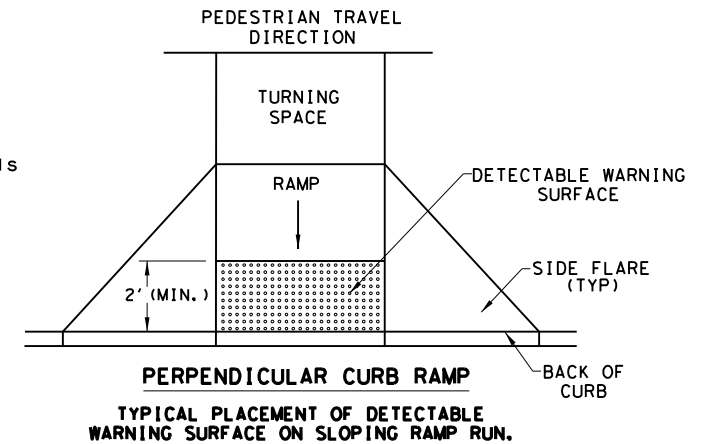 PEDESTRIAN TRAVEL
DIRECTION
TURNING
SPACE
ls
RAMP
DETECTABLE WARNING
SURFACE
SIDE FLARE
(TYP)
2' (MIN.)
PERPENDICULAR CURB RAMP
BACK OF
CURB
TYPICAL PLACEMENT OF DETECTABLE
WARNING SURFACE ON SLOPING RAMP RUN.